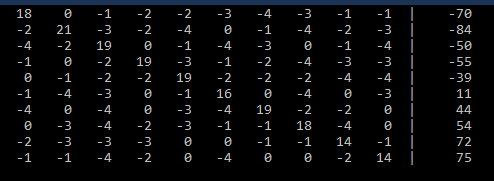 18 0 -1 -2 -2 -3 -4 -3 -1 -1 | -70
-2 21 -3 -2 -4 0 -1 -4 -2 -3 | -84
-4 -2 19 0 -1 -4 -3 0 -1 -4 | -50
-1 0 -2 19 -3 -1 -2 -4 -3 -3 | -55
0 -1 -2 -2 19 -2 -2 -2 -4 -4 | -39
-1 -4 -3 0 -1 16 0 -4 0 -3 | 11
-4 0 -4 0 -3 -4 19 -2 -2 0 | 44
0 -3 -4 -2 -3 -1 -1 18 -4 0 | 54
-2 -3 -3 -3 0 0 -1 -1 14 -1 | 72
-1 -1 -4 -2 0 -4 0 0 -2 14 | 75